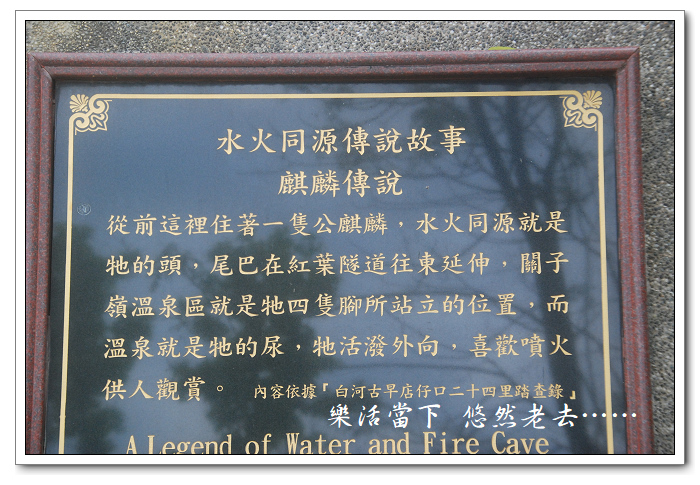 水火同源傳說故事
麒麟傳說
從前這裡住著一隻公麒麟，水火同源就是
牠的頭，尾巴在紅葉隧道往東延伸，關子
嶺溫泉區就是牠四隻腳所站立的位置，而
溫泉就是牠的尿，牠活潑外向，喜歡噴火
供人觀賞。 內容依據『白河古早店仔口二十四里踏查錄』
樂活當下 悠然老去……
A Legend of Water and Fire Cave